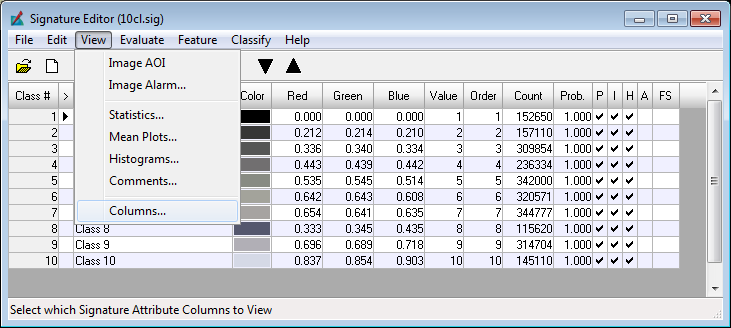 Signature Editor (10cl.sig)
File Edit View Evaluate Feature Classify Help
Image AOI
Image Alarm...
Statistics...
Mean Plots...
Histograms...
Comments...
Columns...
Class # > Color Red Green Blue Value Order Count Prob. P I H A FS
1 0.000 0.000 0.000 1 1 152650 1.000
2 0.212 0.214 0.210 2 2 157110 1.000
3 0.336 0.340 0.334 3 3 309854 1.000
4 0.443 0.439 0.442 4 4 236334 1.000
5 0.535 0.545 0.514 5 5 342000 1.000
6 0.642 0.643 0.608 6 6 320571 1.000
7 0.654 0.641 0.635 7 7 344777 1.000
8 Class 8 0.333 0.345 0.435 8 8 115620 1.000
9 Class 9 0.696 0.689 0.718 9 9 314704 1.000
10 Class 10 0.837 0.854 0.903 10 10 145110 1.000
Select which Signature Attribute Columns to View